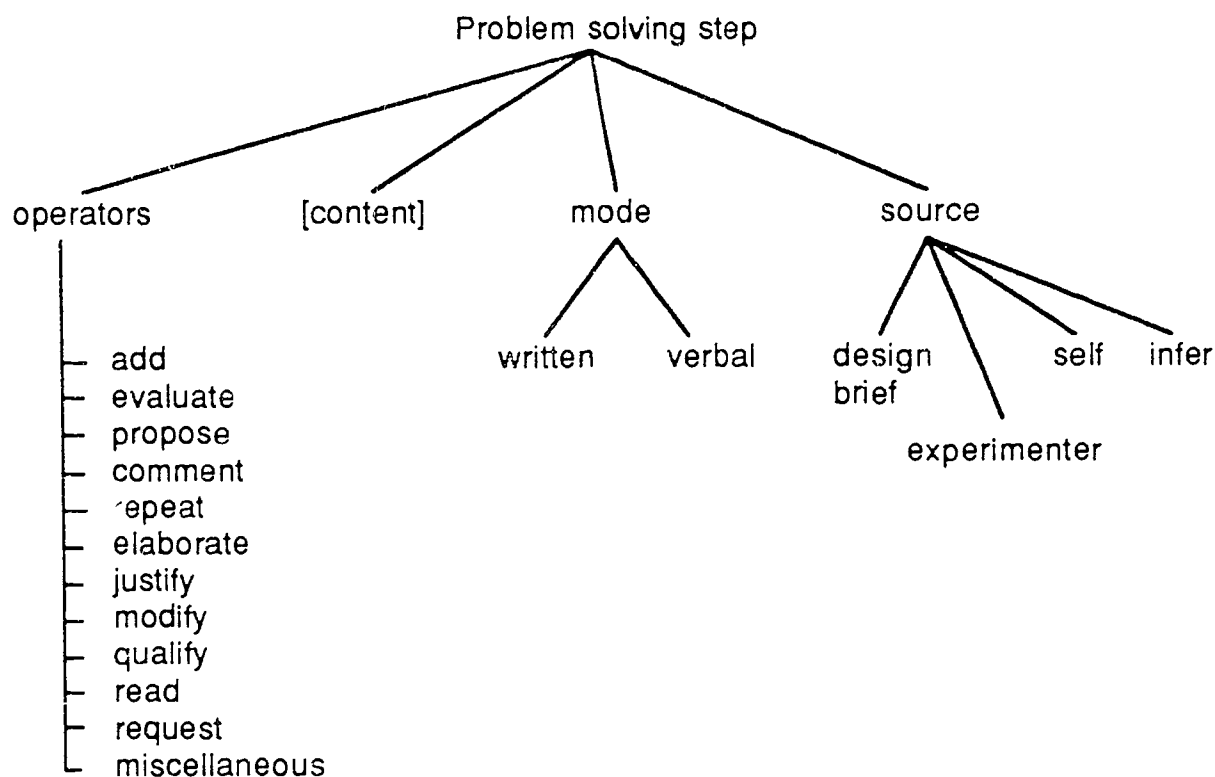 Problem solving step
operators [content] mode source
written verbal design brief self infer
experimenter
add
evaluate
propose
comment
repeat
elaborate
justify
modify
qualify
read
request
miscellaneous